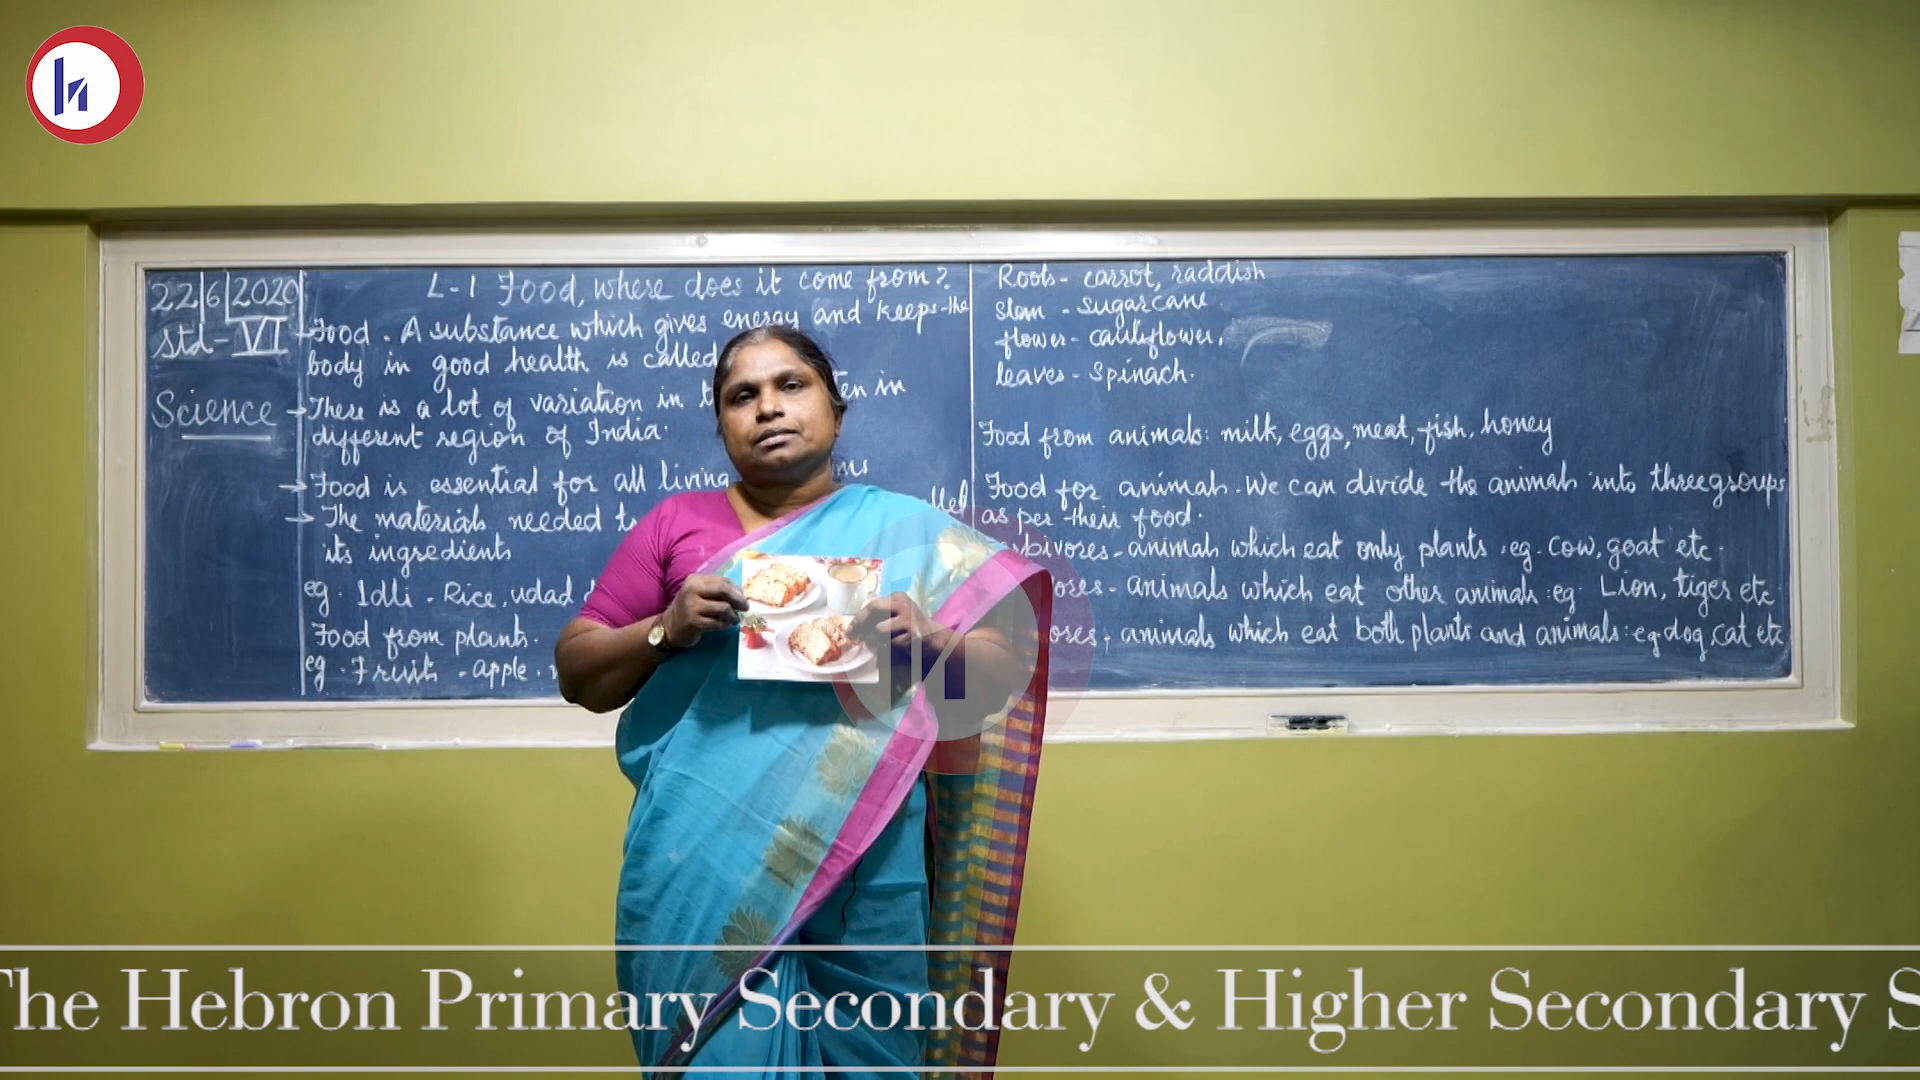 22/6/2020
Std - VI
Science
L-1 Food, where does it come from?
Food. A substance which gives energy and keeps the
body in good health is called
There is a lot of variation in in
different region of India.
Food is essential for all living
The materials needed
its ingredients
eg. Idli - Rice, udad
Food from plants.
eg. Fruits - apple.
Roots - carrot, raddish
stem - sugarcane
flower - cauliflower,
leaves - spinach.
Food from animals: milk, eggs, meat, fish, honey
Food for animals. We can divide the animals into three groups
as per their food.
animals which eat only plants eg. cow, goat etc.
animals which eat other animals: eg: Lion, tiger etc
animals which eat both plants and animals: eg. dog, cat etc
The Hebron Primary Secondary & Higher Secondary S